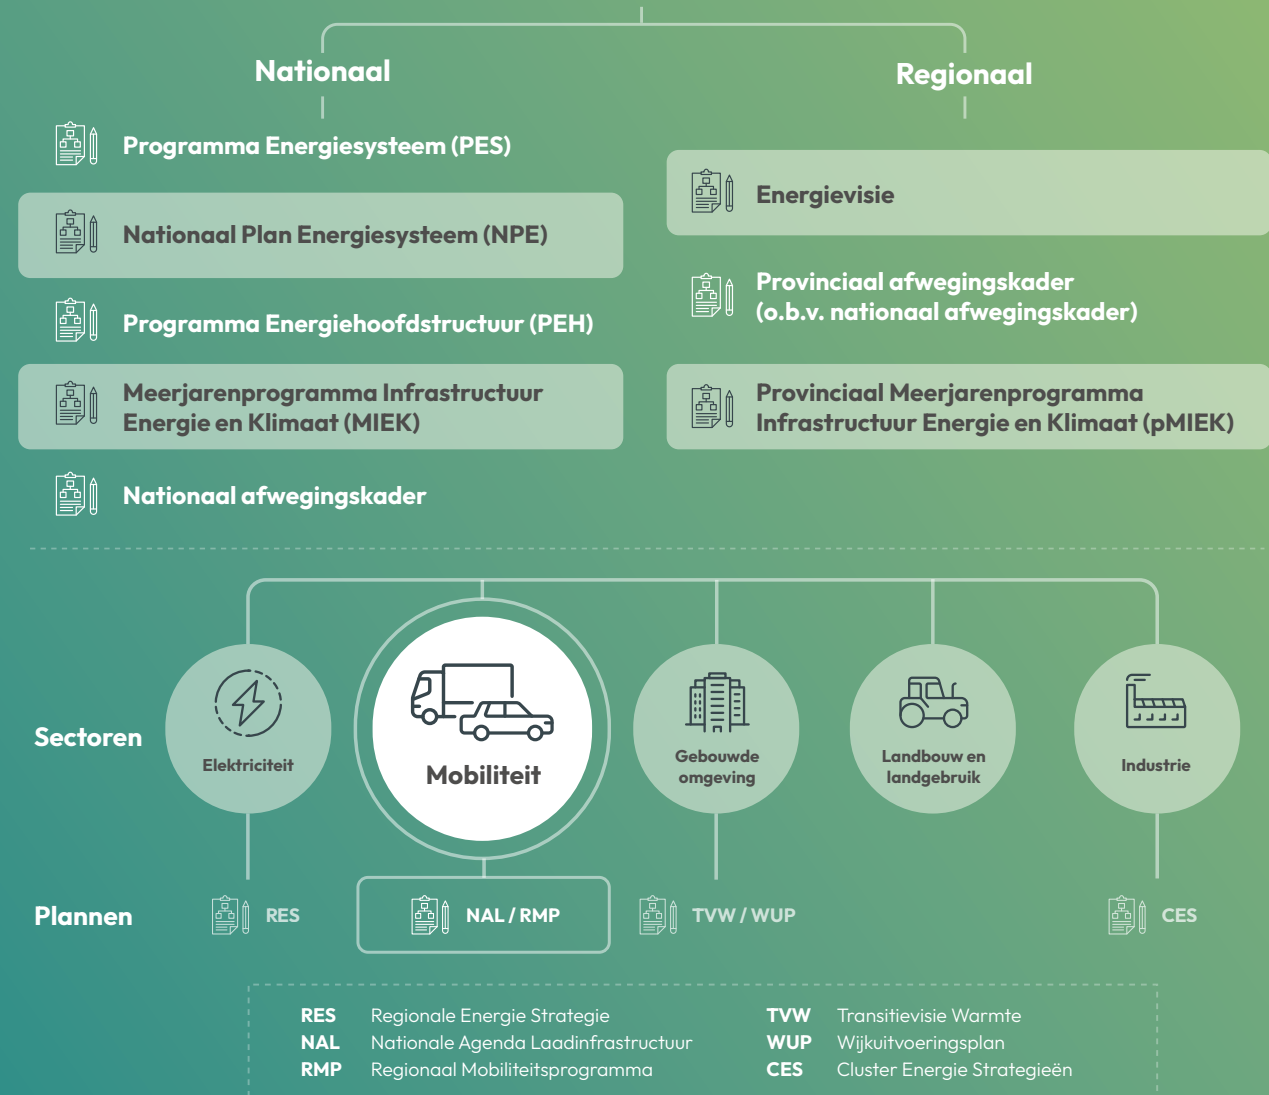 Nationaal
Programma Energiesysteem (PES)
Nationaal Plan Energiesysteem (NPE)
Programma Energiehoofdstructuur (PEH)
Meerjarenprogramma Infrastructuur
Energie en Klimaat (MIEK)
Nationaal afwegingskader
Regionaal
Energievisie
Provinciaal afwegingskader
(o.b.v. nationaal afwegingskader)
Provinciaal Meerjarenprogramma
Infrastructuur Energie en Klimaat (pMIEK)
Sectoren
Elektriciteit
Mobiliteit
Gebouwde
omgeving
Landbouw en
landgebruik
Industrie
Plannen
RES
NAL / RMP
TVW / WUP
CES
RES Regionale Energie Strategie
NAL Nationale Agenda Laadinfrastructuur
RMP Regionaal Mobiliteitsprogramma
TVW Transitievisie Warmte
WUP Wijkuitvoeringsplan
CES Cluster Energie Strategieën